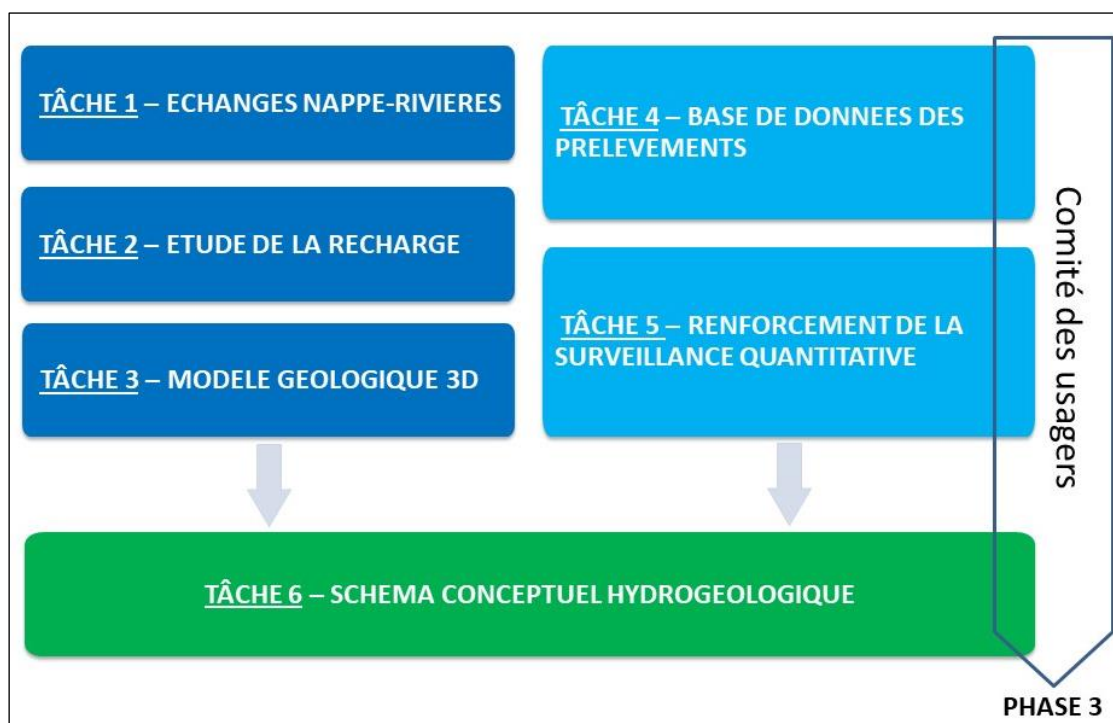 TÂCHE 1 – ECHANGES NAPPE-RIVIERES
TÂCHE 2 – ETUDE DE LA RECHARGE
TÂCHE 3 – MODELE GEOLOGIQUE 3D
TÂCHE 4 – BASE DE DONNEES DES
PRELEVEMENTS
TÂCHE 5 – RENFORCEMENT DE LA
SURVEILLANCE QUANTITATIVE
TÂCHE 6 – SCHEMA CONCEPTUEL HYDROGEOLOGIQUE
Comité des usagers
PHASE 3